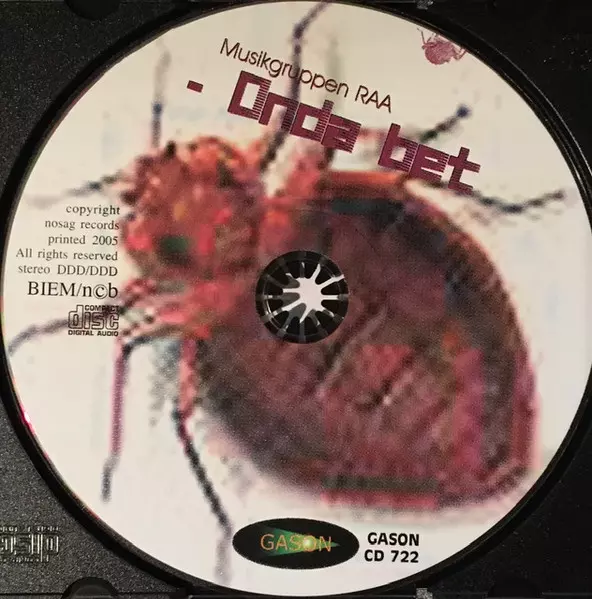 Musikgruppen RAA
- Onda bet
copyright
nosag records
printed 2005
All rights reserved
stereo DDD/DDD
BIEM/n©b
COMPACT
disc
DIGITAL AUDIO
GASON
GASON
CD 722